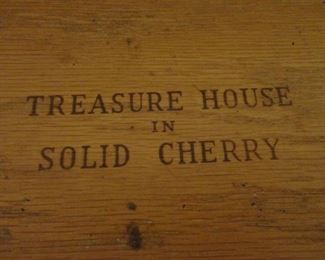 TREASURE HOUSE
IN
SOLID CHERRY